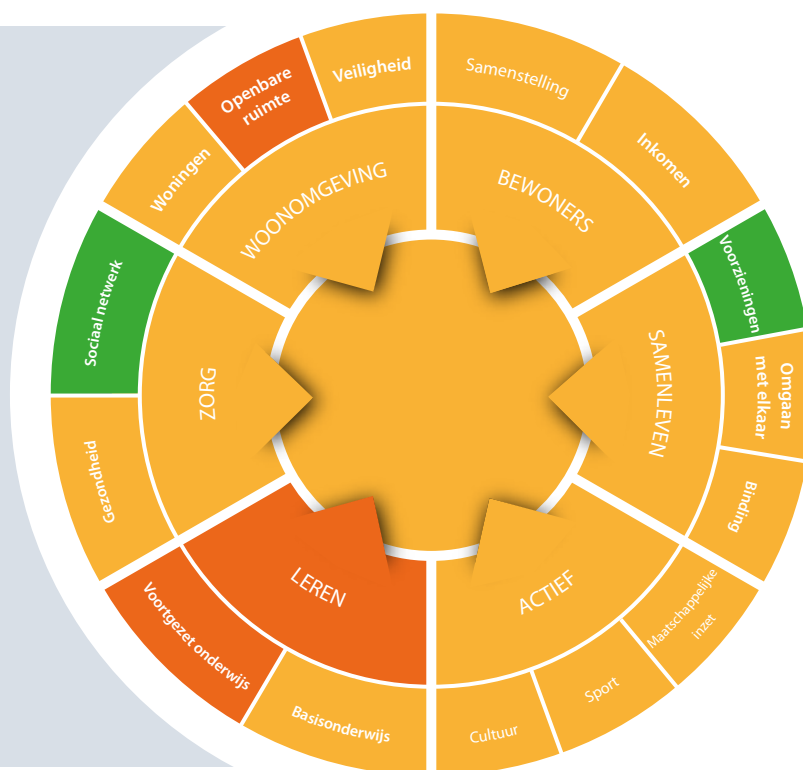 WOONOMGEVING
Woningen
Openbare
ruimte
Veiligheid
BEWONERS
Samenstelling
Inkomen
SAMENLEVEN
Voorzieningen
Omgaan
met elkaar
Binding
ACTIEF
Maatschappelijke
inzet
Sport
Cultuur
LEREN
Basisonderwijs
Voortgezet onderwijs
ZORG
Gezondheid
Sociaal netwerk